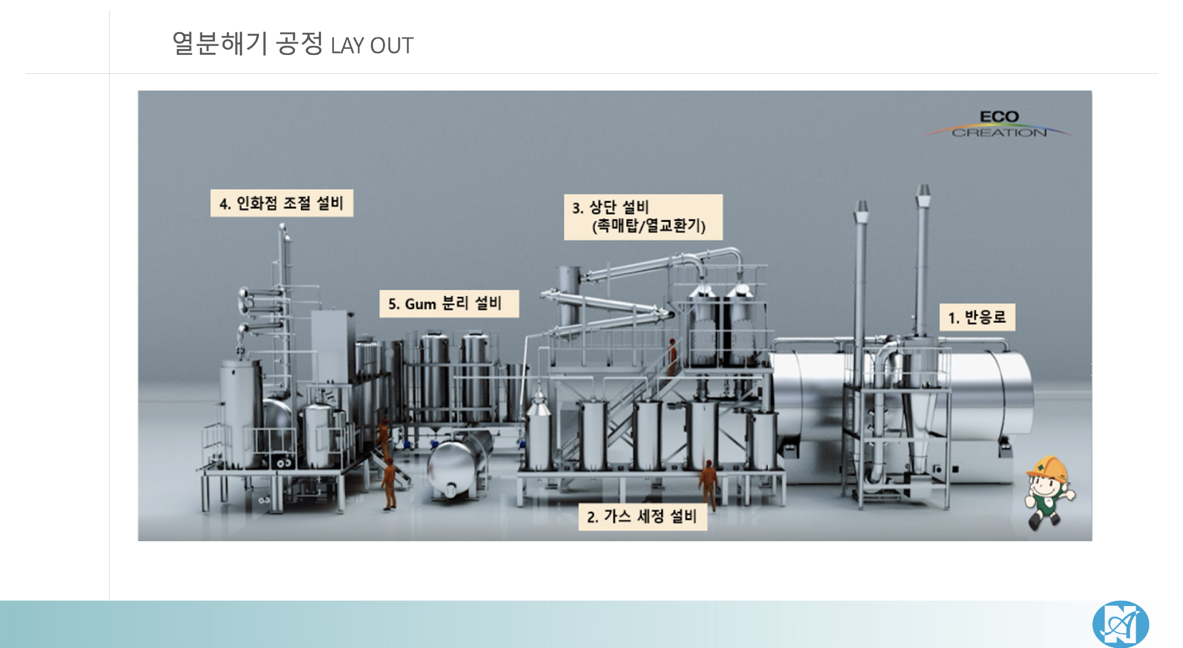 열분해기 공정 LAY OUT
ECO
CREATION
4. 인화점 조절 설비
3. 상단 설비
(촉매탑/열교환기)
5. Gum 분리 설비
1. 반응로
2. 가스 세정 설비